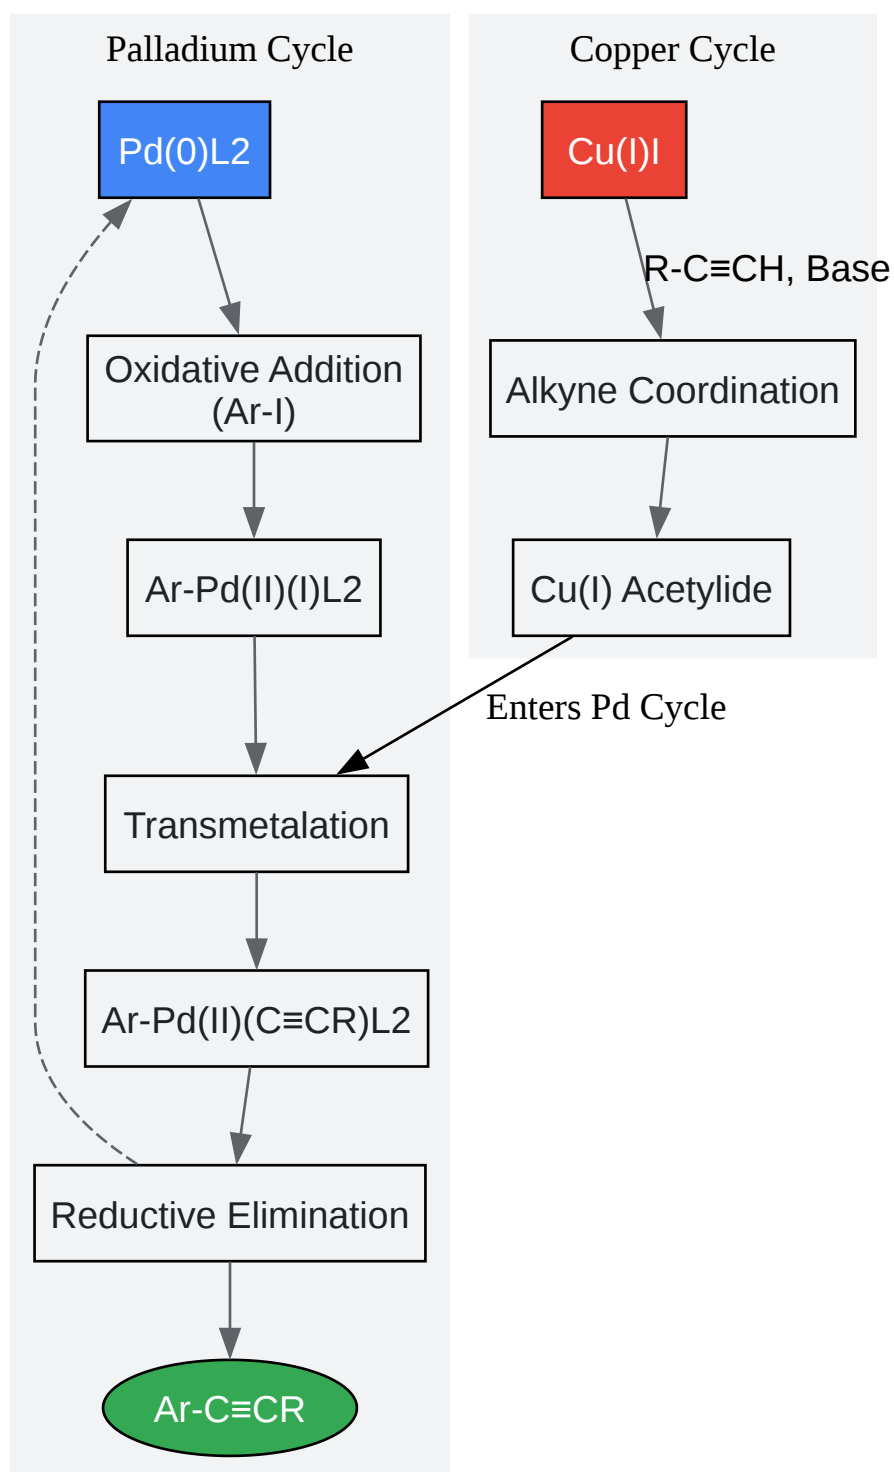 Palladium Cycle
Pd(0)L2
Oxidative Addition
(Ar-I)
Ar-Pd(II)(I)L2
Transmetalation
Ar-Pd(II)(C≡CR)L2
Reductive Elimination
Ar-C≡CR
Copper Cycle
Cu(I)I
R-C≡CH, Base
Alkyne Coordination
Cu(I) Acetylide
Enters Pd Cycle